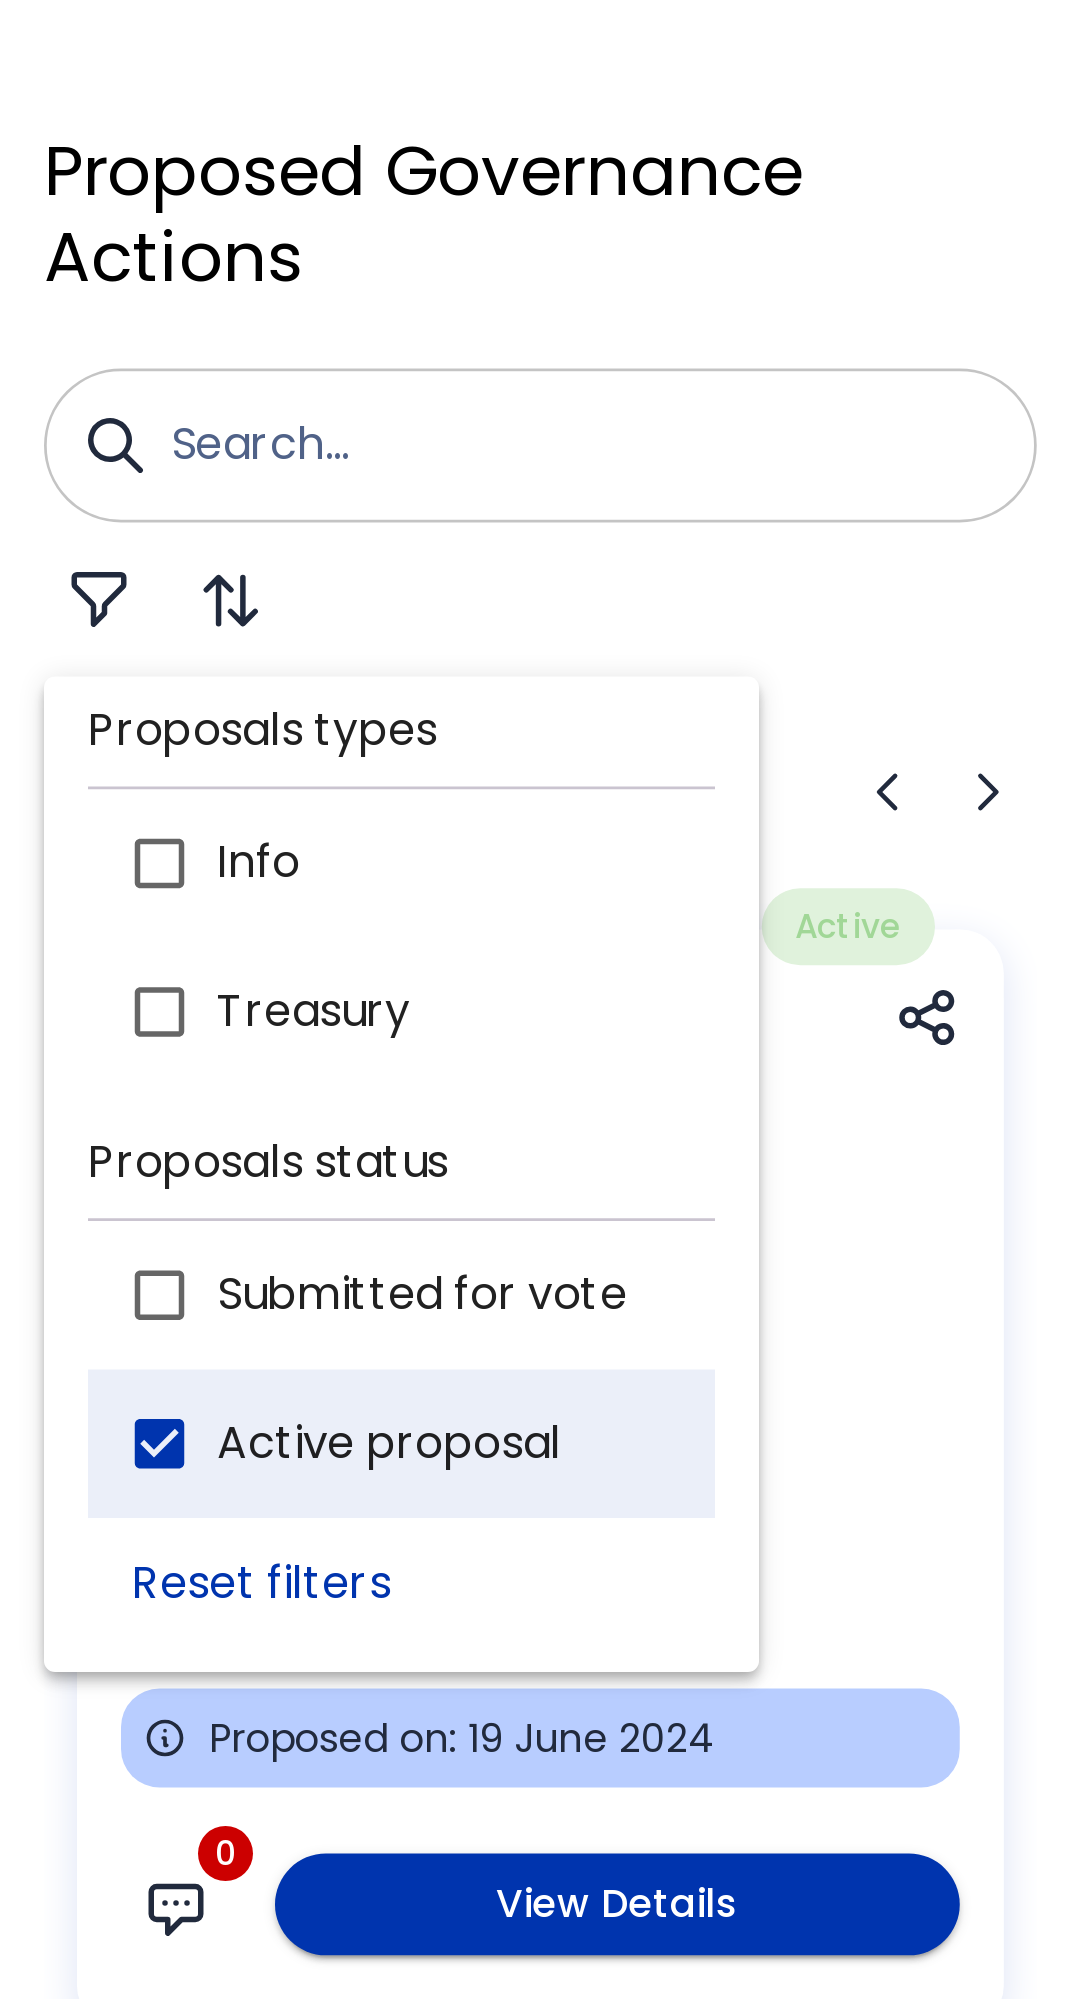 Proposed Governance
Actions
Search...
Proposals types
Info
Active
Treasury
Proposals status
Submitted for vote
Active proposal
Reset filters
Proposed on: 19 June 2024
0
View Details